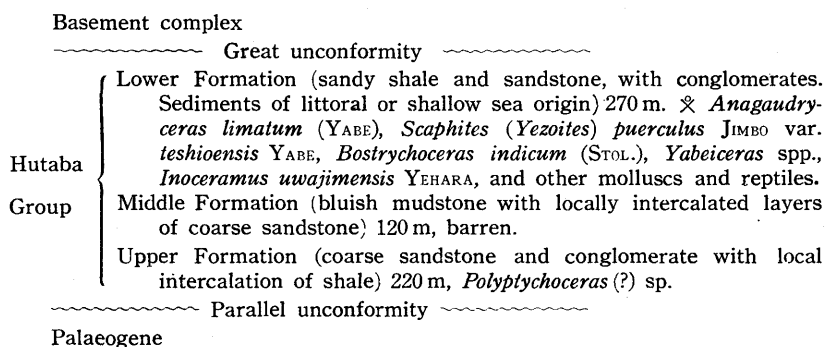 Basement complex
Great unconformity
Lower Formation (sandy shale and sandstone, with conglomerates.
Sediments of littoral or shallow sea origin) 270 m. ※ Anagaudry-
ceras limatum (YABE), Scaphites (Yezoites) puerculus JIMBO var.
teshioensis YABE, Bostrychoceras indicum (STOL.), Yabeiceras spp.,
Hutaba
Inoceramus uwajimensis YEHARA, and other molluscs and reptiles.
Group
Middle Formation (bluish mudstone with locally intercalated layers
of coarse sandstone) 120 m, barren.
Upper Formation (coarse sandstone and conglomerate with local
intercalation of shale) 220 m, Polyptychoceras (?) sp.
Parallel unconformity
Palaeogene